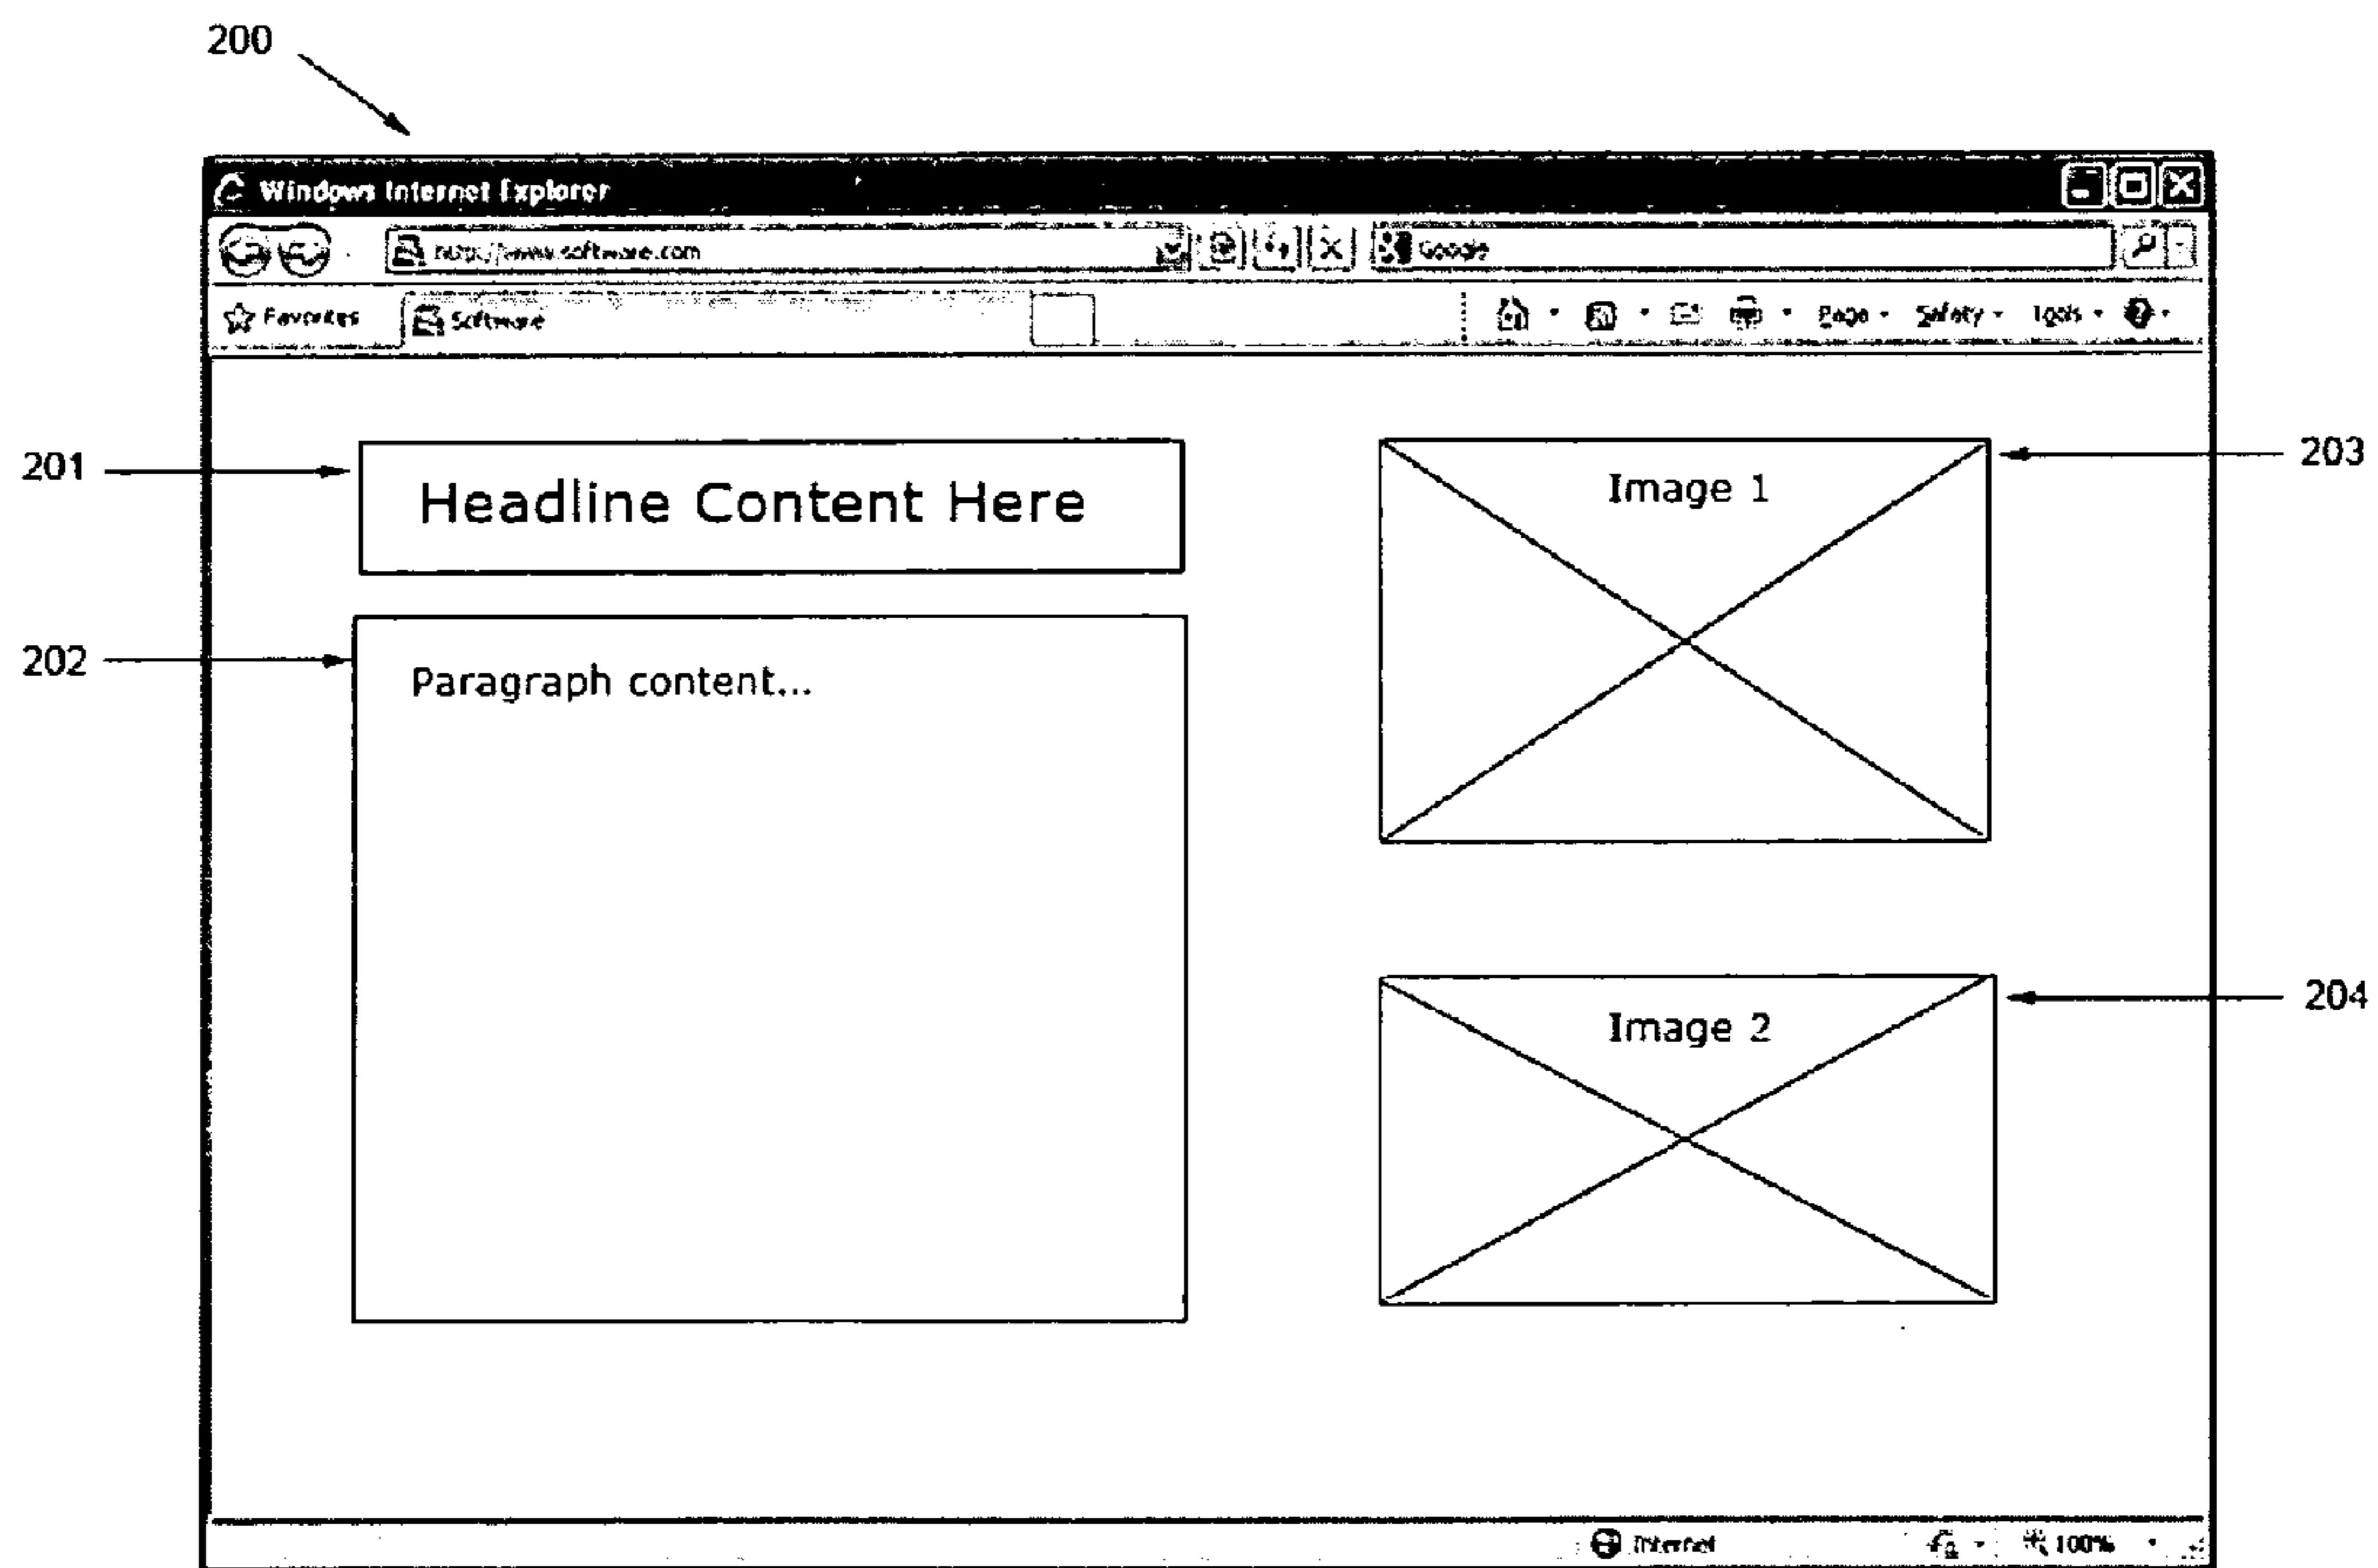 200
Windows Internet Explorer
http://www.software.com
Google
Favorites
Software
Page
Safety
Tools
201
Headline Content Here
Image 1
203
202
Paragraph content...
204
Image 2
Internet
100%